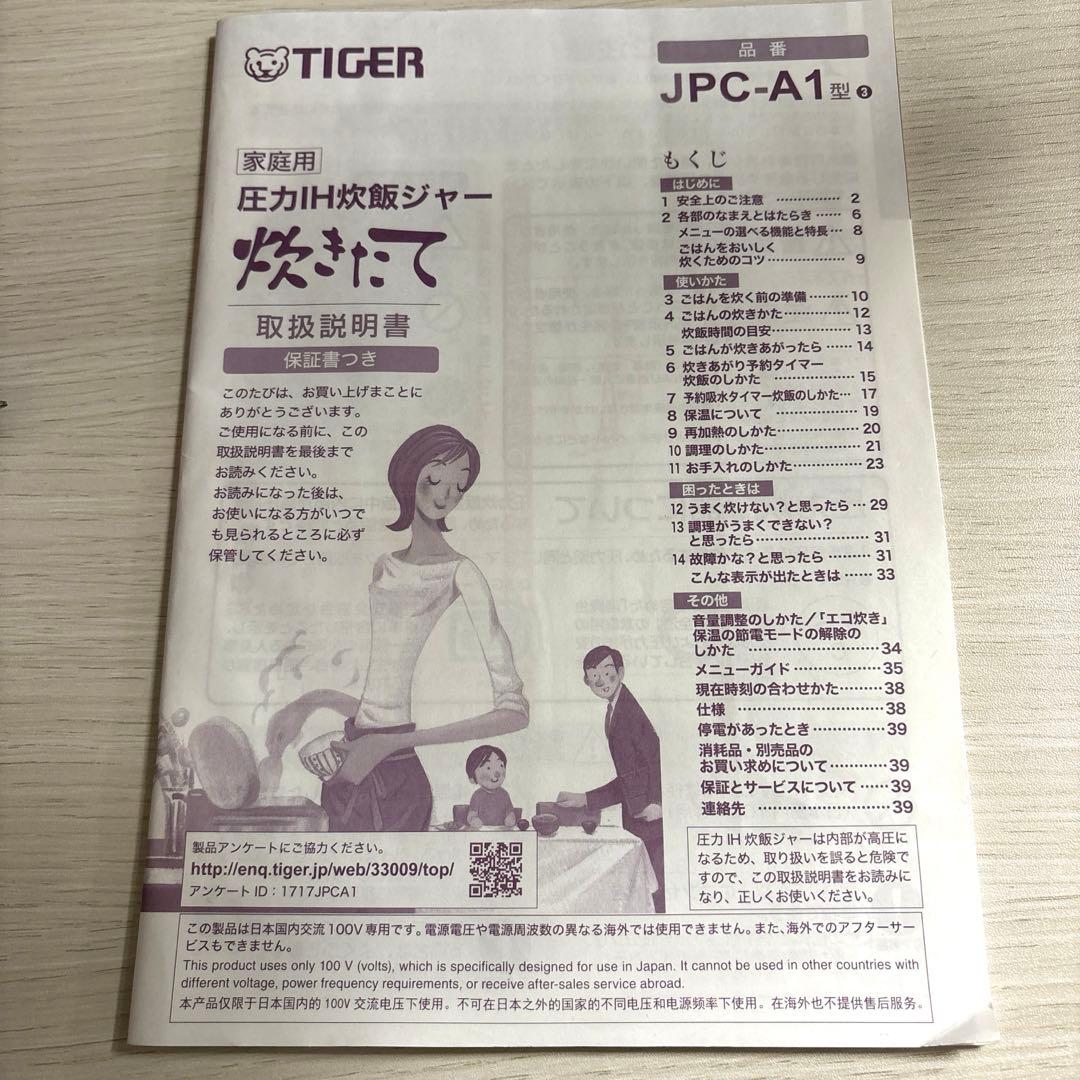 TIGER
家庭用
圧力IH炊飯ジャー
炊きたて
取扱説明書
保証書つき
このたびは、お買い上げまことに
ありがとうございます。
ご使用になる前に、この
取扱説明書を最後まで
お読みください。
お読みになった後は、
お使いになる方がいつで
も見られるところに必ず
保管してください。
品番
JPC-A1型 ❸
もくじ
はじめに
1 安全上のご注意 ……………… 2
2 各部のなまえとはたらき …… 6
メニューの選べる機能と特長… 8
ごはんをおいしく
炊くためのコツ……………… 9
使いかた
3 ごはんを炊く前の準備……… 10
4 ごはんの炊きかた…………… 12
炊飯時間の目安……………… 13
5 ごはんが炊きあがったら …… 14
6 炊きあがり予約タイマー
炊飯のしかた ……………… 15
7 予約吸水タイマー炊飯のしかた… 17
8 保温について ……………… 19
9 再加熱のしかた……………… 20
10 調理のしかた……………… 21
11 お手入れのしかた………… 23
困ったときは
12 うまく炊けない?と思ったら … 29
13 調理がうまくできない?
と思ったら………………… 31
14 故障かな?と思ったら …… 31
こんな表示が出たときは …… 33
その他
音量調整のしかた/「エコ炊き」
保温の節電モードの解除の
しかた ……………………… 34
メニューガイド……………… 35
現在時刻の合わせかた……… 38
仕様 ………………………… 38
停電があったとき…………… 39
消耗品・別売品の
お買い求めについて………… 39
保証とサービスについて …… 39
連絡先 ……………………… 39
製品アンケートにご協力ください。
http://enq.tiger.jp/web/33009/top/
アンケートID:1717JPCA1
圧力IH炊飯ジャーは内部が高圧に
なるため、取り扱いを誤ると危険で
すので、この取扱説明書をお読みに
なり、正しくお使いください。
この製品は日本国内交流100V専用です。電源電圧や電源周波数の異なる海外では使用できません。また、海外でのアフターサー
ビスもできません。
This product uses only 100 V (volts), which is specifically designed for use in Japan. It cannot be used in other countries with
different voltage, power frequency requirements, or receive after-sales service abroad.
本产品仅限于日本国内的 100V 交流电压下使用。不可在日本之外的国家的不同电压和电源频率下使用。在海外也不提供售后服务。